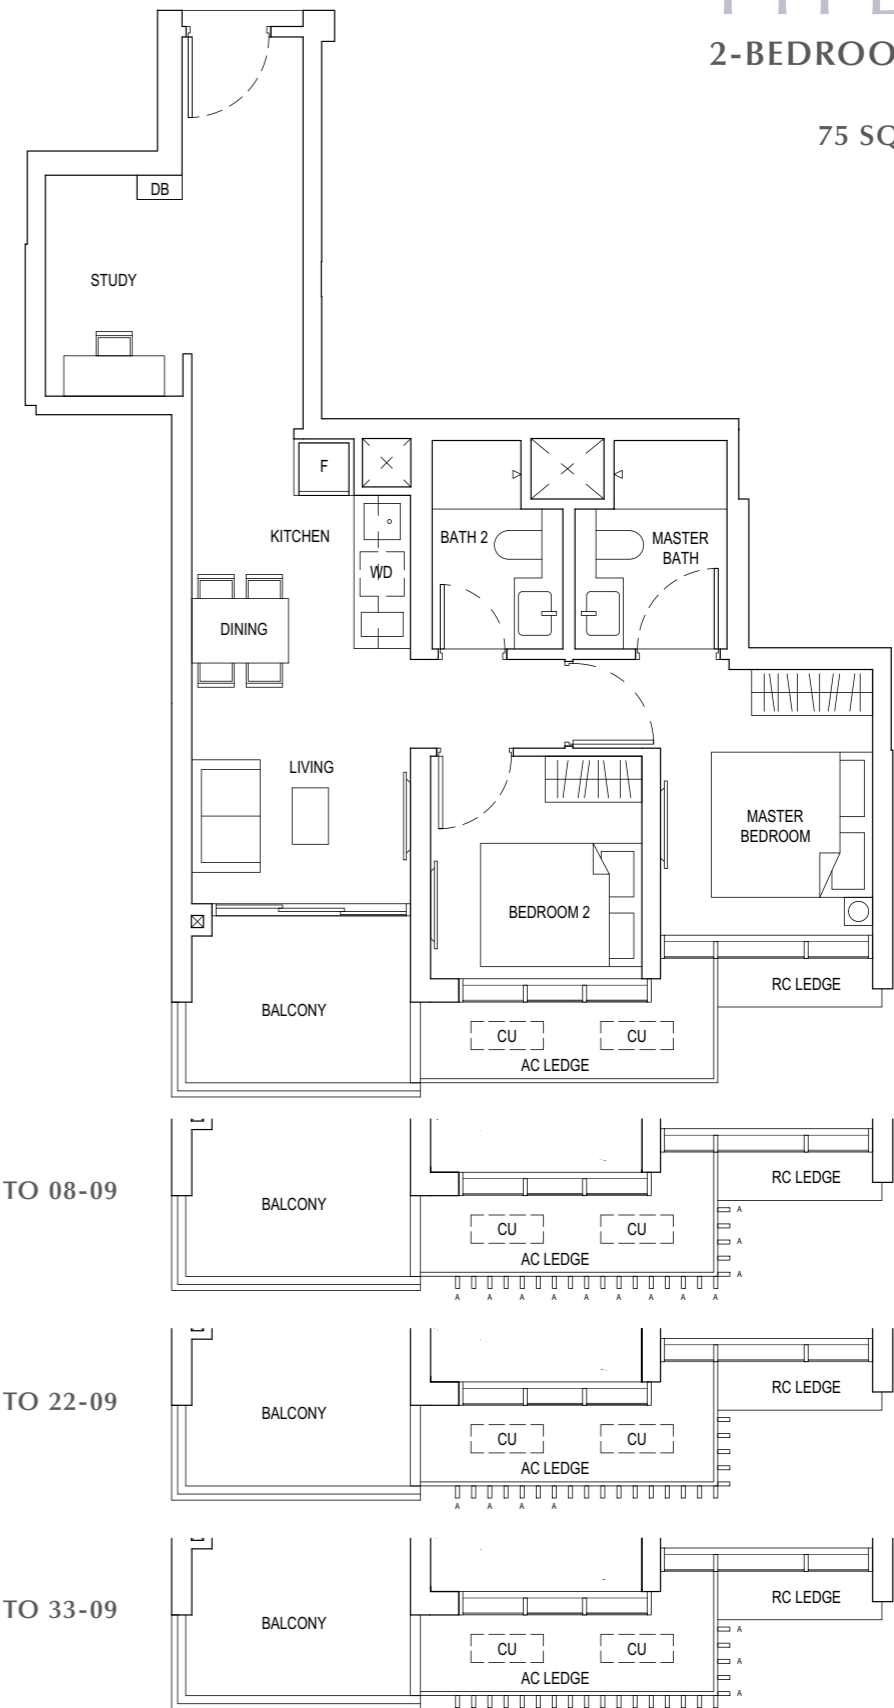 TYPE
2-BEDROO
75 SQ
DB
STUDY
F
KITCHEN
BATH 2
MASTER
BATH
WD
DINING
LIVING
MASTER
BEDROOM
BEDROOM 2
BALCONY
RC LEDGE
CU
CU
AC LEDGE
TO 08-09
BALCONY
RC LEDGE
CU
CU
AC LEDGE
A
A
A
A A A A A A A A A
TO 22-09
BALCONY
RC LEDGE
CU
CU
AC LEDGE
A A A A
TO 33-09
BALCONY
RC LEDGE
CU
CU
AC LEDGE
A
A
A